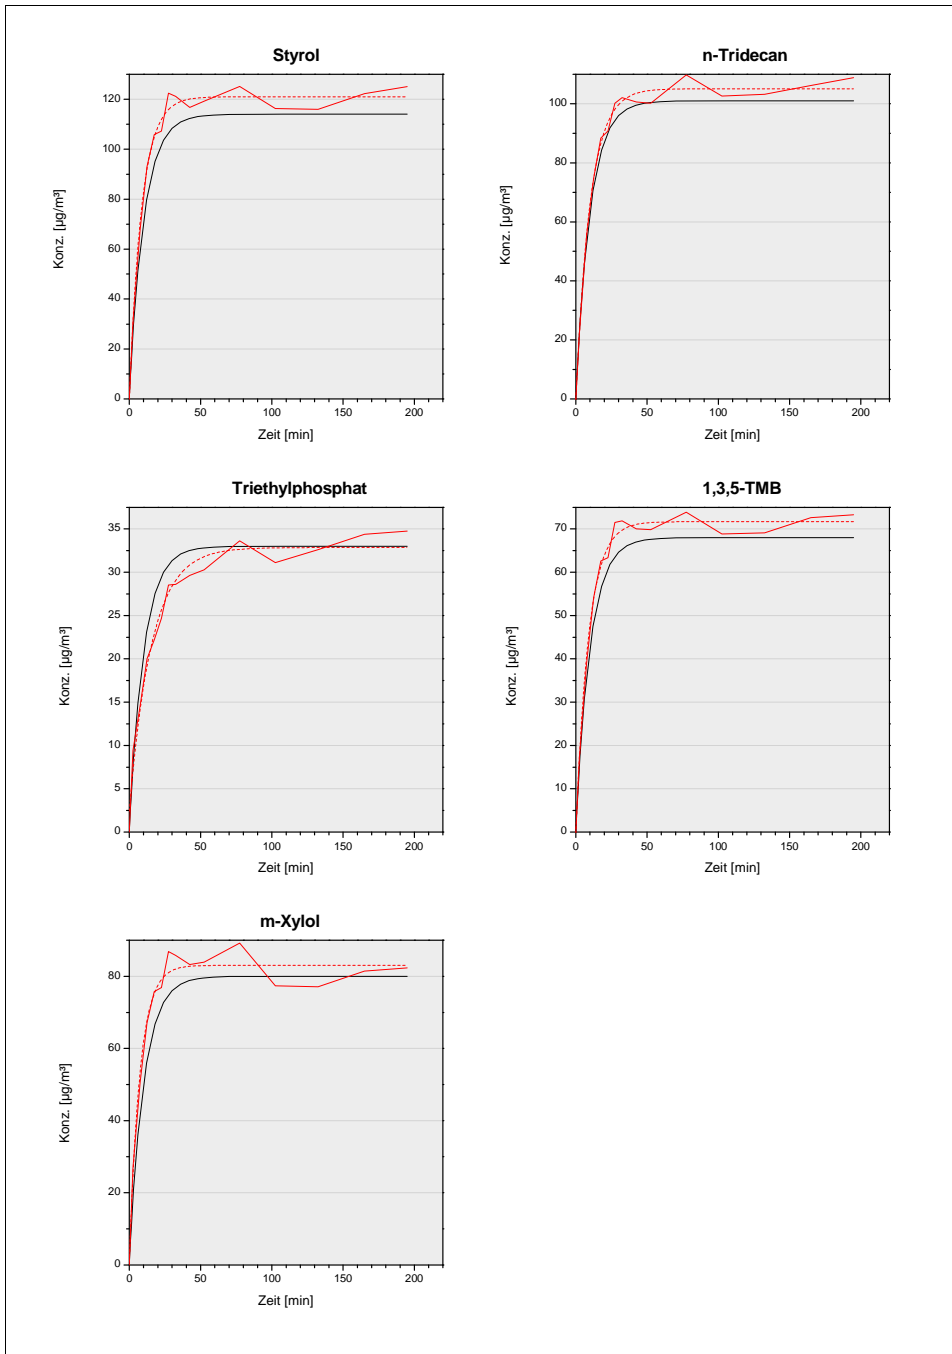 Styrol
n-Tridecan
120
100
80
60
40
20
0
Konz. [µg/m³]
0 50 100 150 200
Zeit [min]
100
80
60
40
20
0
Konz. [µg/m³]
0 50 100 150 200
Zeit [min]
Triethylphosphat
1,3,5-TMB
35
30
25
20
15
10
5
0
Konz. [µg/m³]
0 50 100 150 200
Zeit [min]
70
60
50
40
30
20
10
0
Konz. [µg/m³]
0 50 100 150 200
Zeit [min]
m-Xylol
80
60
40
20
0
Konz. [µg/m³]
0 50 100 150 200
Zeit [min]